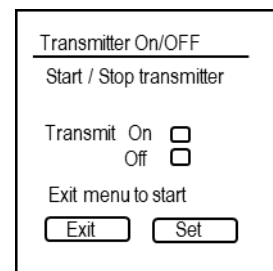 Transmitter On/OFF
Start / Stop transmitter
Transmit On
Off
Exit menu to start
Exit Set